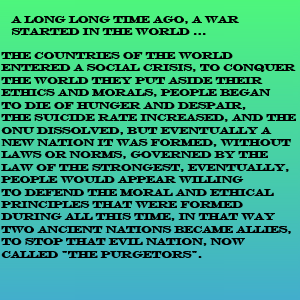 A LONG LONG TIME AGO, A WAR
STARTED IN THE WORLD ...
THE COUNTRIES OF THE WORLD
ENTERED A SOCIAL CRISIS, TO CONQUER
THE WORLD THEY PUT ASIDE THEIR
ETHICS AND MORALS, PEOPLE BEGAN
TO DIE OF HUNGER AND DESPAIR,
THE SUICIDE RATE INCREASED, AND THE
ONU DISSOLVED, BUT EVENTUALLY A
NEW NATION IT WAS FORMED, WITHOUT
LAWS OR NORMS, GOVERNED BY THE
LAW OF THE STRONGEST, EVENTUALLY,
PEOPLE WOULD APPEAR WILLING
TO DEFEND THE MORAL AND ETHICAL
PRINCIPLES THAT WERE FORMED
DURING ALL THIS TIME, IN THAT WAY
TWO ANCIENT NATIONS BECAME ALLIES,
TO STOP THAT EVIL NATION, NOW
CALLED "THE PURGETORS".